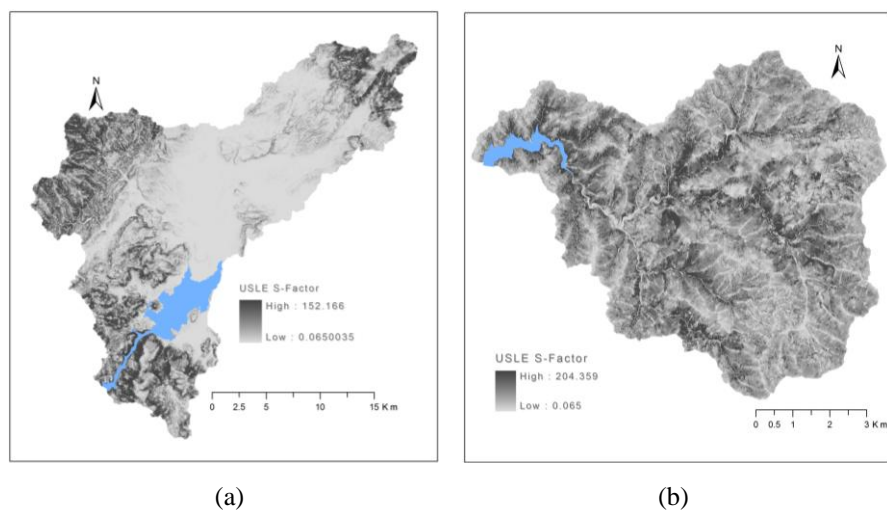 N
USLE S-Factor
High : 152.166
Low : 0.0650035
0 2.5 5 10 15 Km
(a)
N
USLE S-Factor
High : 204.359
Low : 0.065
0 0.5 1 2 3 Km
(b)